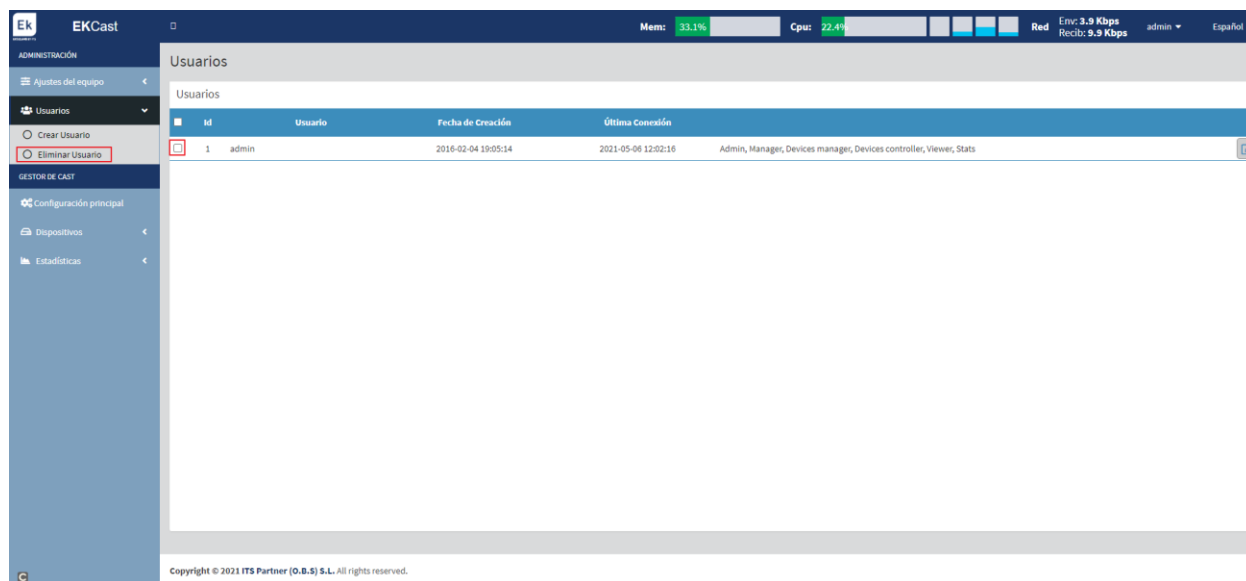 Ek
EKCast
Mem: 33.1%
Cpu: 22.4%
Red
Env: 3.9 Kbps
Recib: 9.9 Kbps
admin
Español
ADMINISTRACIÓN
Ajustes del equipo
Usuarios
Crear Usuario
Eliminar Usuario
GESTOR DE CAST
Configuración principal
Dispositivos
Estadísticas
Usuarios
Usuarios
Id Usuario Fecha de Creación Última Conexión
1 admin 2016-02-04 19:05:14 2021-05-06 12:02:16 Admin, Manager, Devices manager, Devices controller, Viewer, Stats
Copyright © 2021 ITS Partner (O.B.S) S.L. All rights reserved.